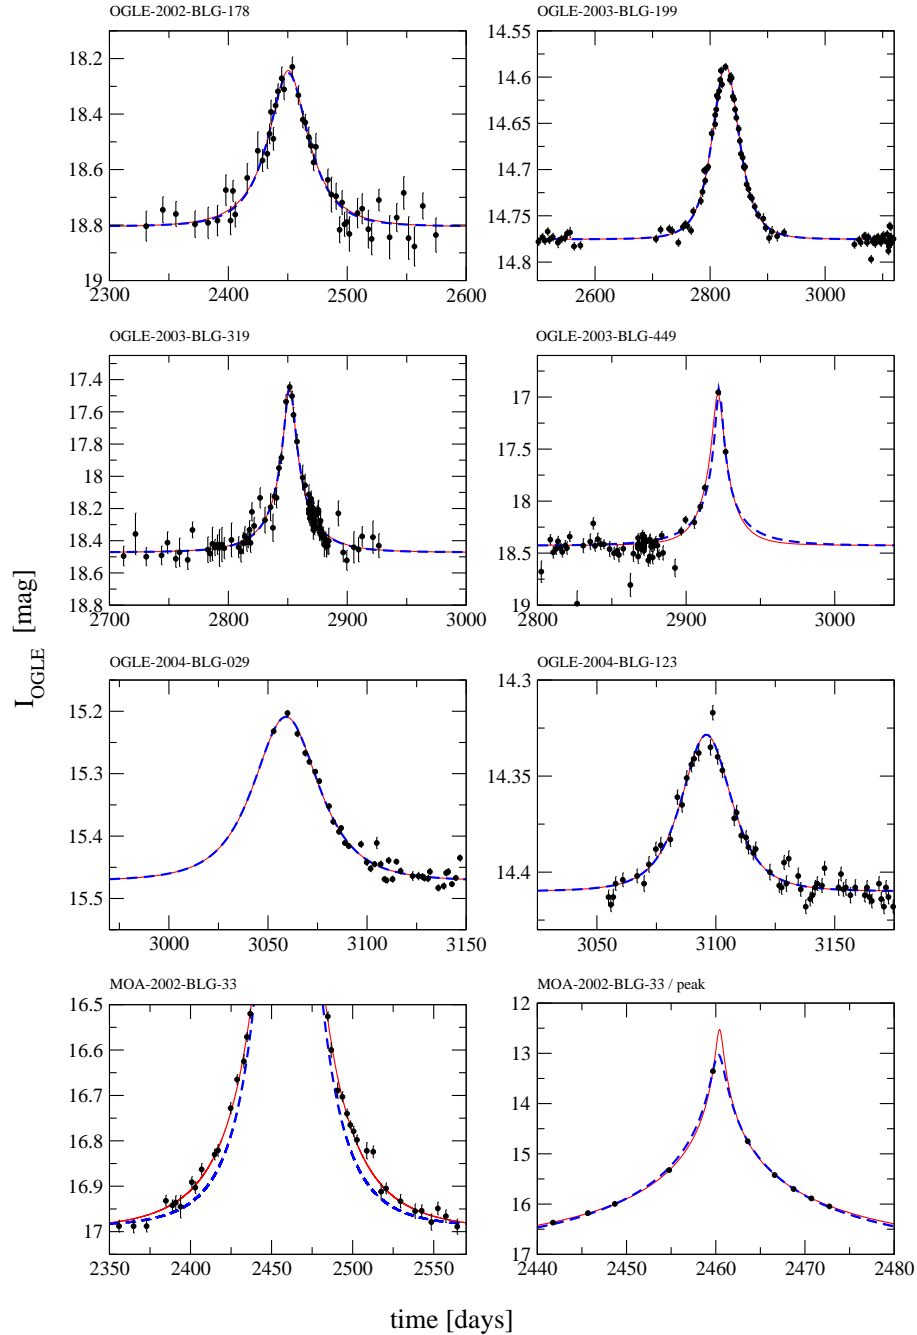 OGLE-2002-BLG-178
18.2
18.4
18.6
18.8
19
2300 2400 2500 2600
OGLE-2003-BLG-199
14.55
14.6
14.65
14.7
14.75
14.8
2600 2800 3000
OGLE-2003-BLG-319
17.4
17.6
17.8
18
18.2
18.4
18.6
18.8
2700 2800 2900 3000
OGLE-2003-BLG-449
17
17.5
18
18.5
19
2800 2900 3000
I_OGLE [mag]
OGLE-2004-BLG-029
15.2
15.3
15.4
15.5
3000 3050 3100 3150
OGLE-2004-BLG-123
14.3
14.35
14.4
3050 3100 3150
MOA-2002-BLG-33
16.5
16.6
16.7
16.8
16.9
17
2350 2400 2450 2500 2550
MOA-2002-BLG-33 / peak
12
13
14
15
16
17
2440 2450 2460 2470 2480
time [days]